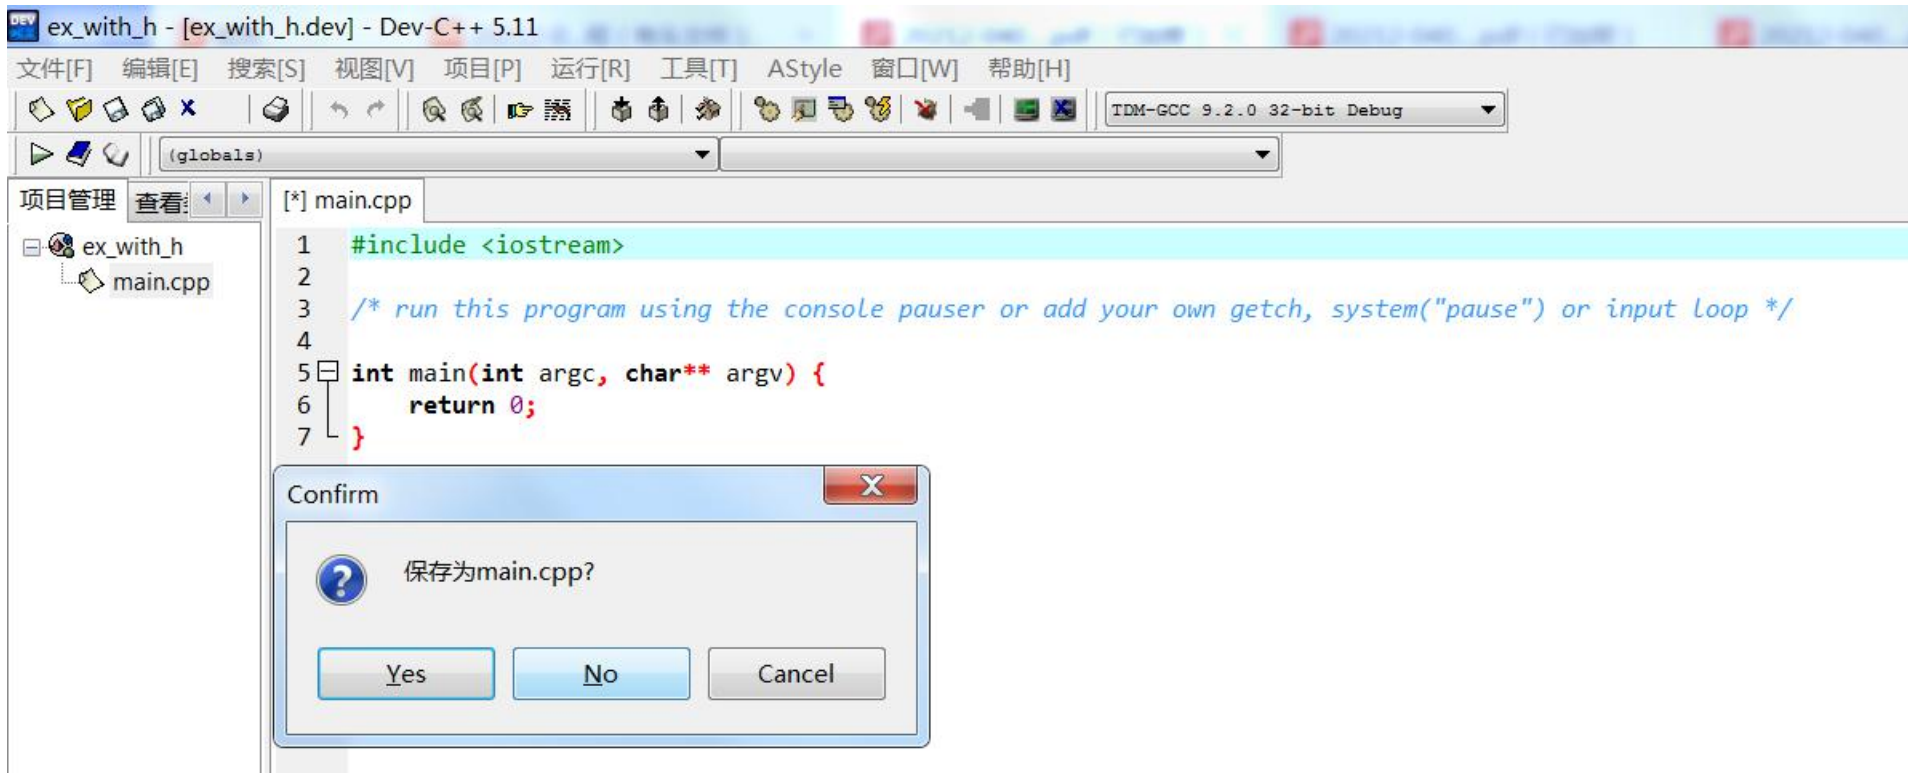 ex_with_h - [ex_with_h.dev] - Dev-C++ 5.11
文件[F] 编辑[E] 搜索[S] 视图[V] 项目[P] 运行[R] 工具[T] AStyle 窗口[W] 帮助[H]
TDM-GCC 9.2.0 32-bit Debug
(globals)
项目管理 查看 [*] main.cpp
ex_with_h
main.cpp
1 #include <iostream>
2
3 /* run this program using the console pauser or add your own getch, system("pause") or input loop */
4
5 int main(int argc, char** argv) {
6 return 0;
7 }
Confirm
保存为main.cpp?
Yes No Cancel